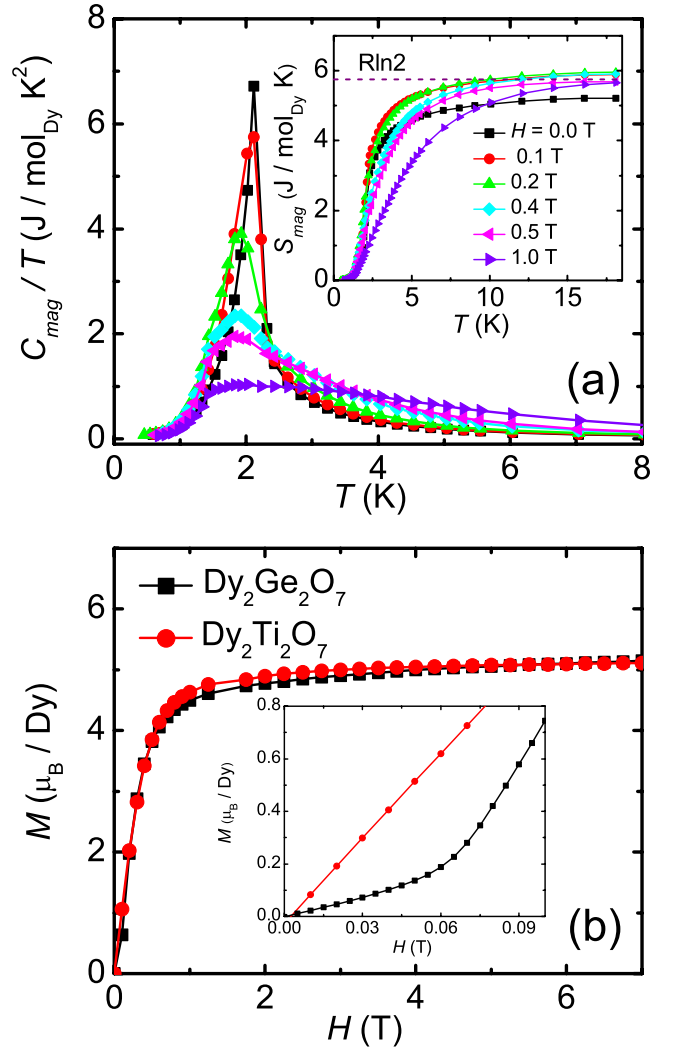 8
6
4
2
0
C_mag / T (J / mol_Dy K²)
0 2 4 6 8
T (K)
(a)
6
5
3
2
0
S_mag (J / mol_Dy K)
Rln2
H = 0.0 T
0.1 T
0.2 T
0.4 T
0.5 T
1.0 T
0 5 10 15
T (K)
6
4
2
0
M (μ_B / Dy)
Dy₂Ge₂O₇
Dy₂Ti₂O₇
0 2 4 6
H (T)
(b)
0.8
0.6
0.4
0.2
0.0
M (μ_B / Dy)
0.00 0.03 0.06 0.09
H (T)